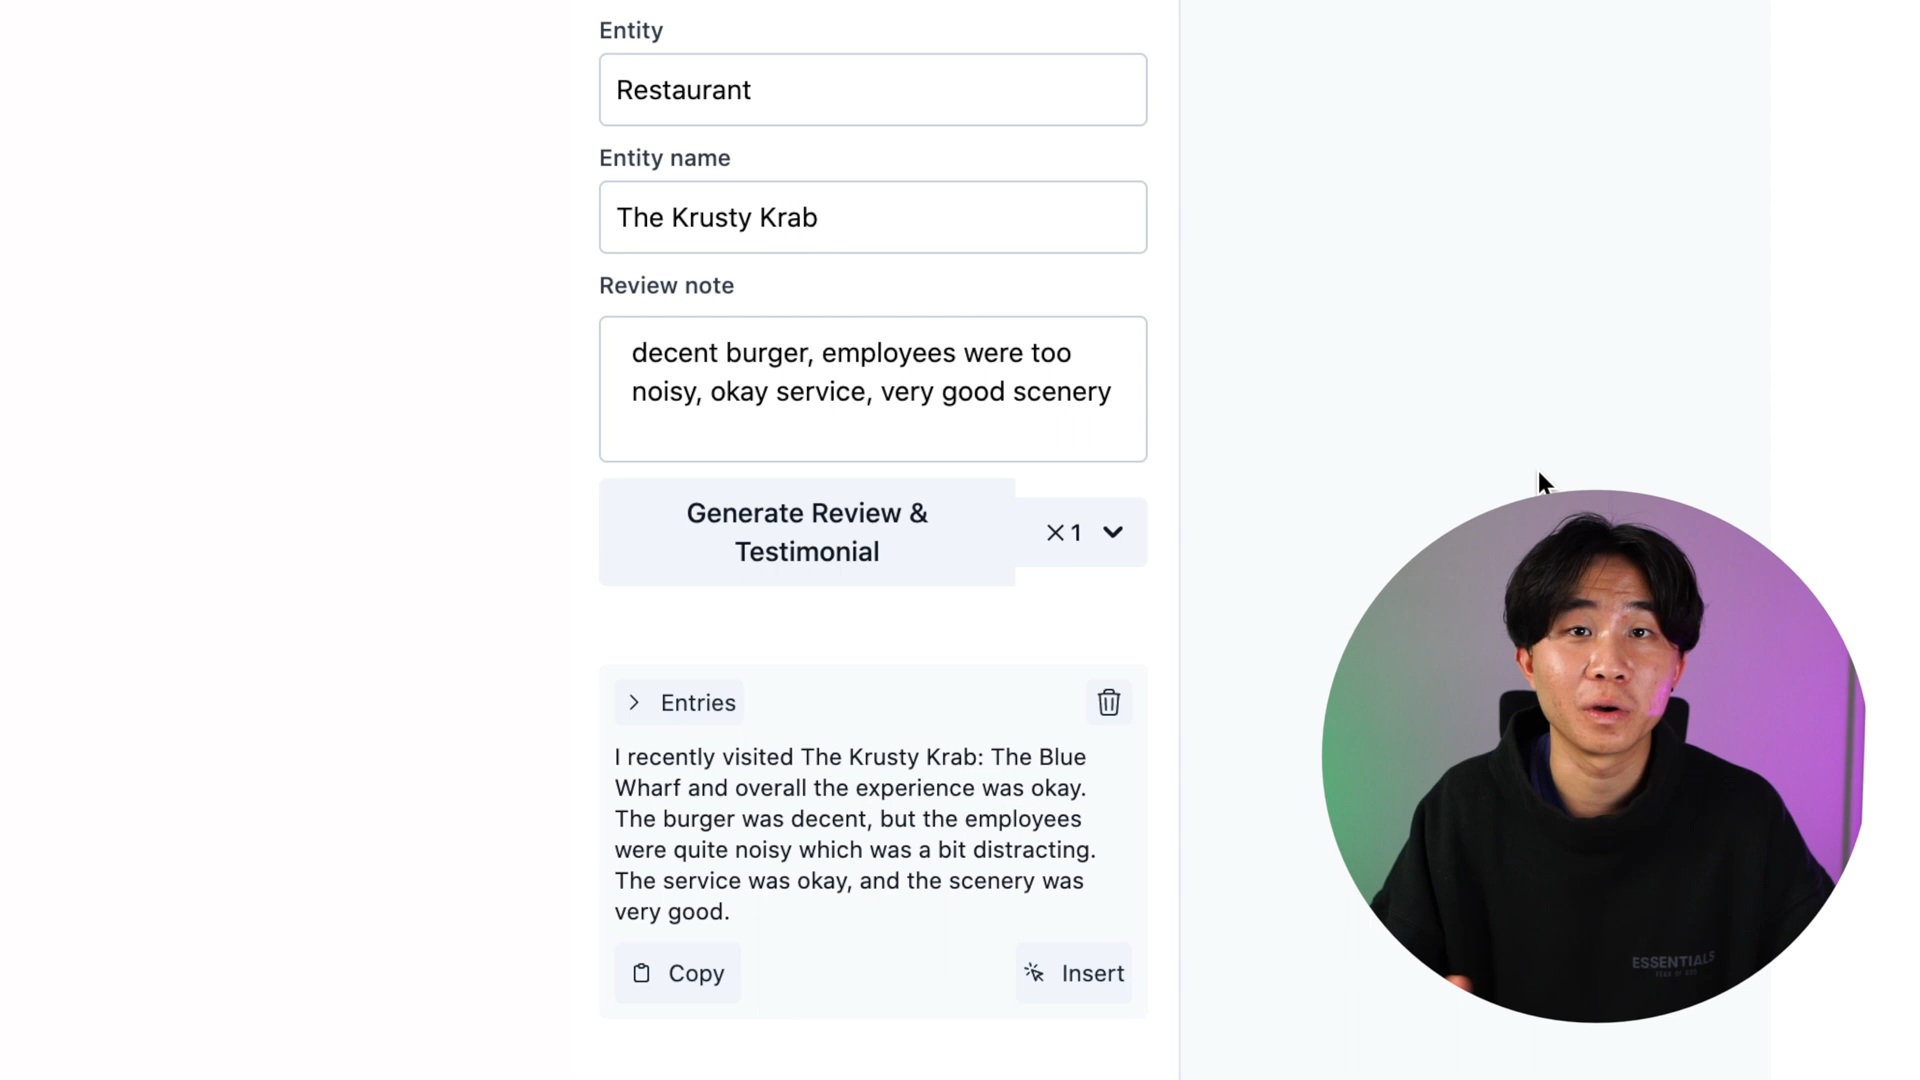 Entity
Restaurant
Entity name
The Krusty Krab
Review note
decent burger, employees were too
noisy, okay service, very good scenery
Generate Review &
Testimonial
×1
Entries
I recently visited The Krusty Krab: The Blue
Wharf and overall the experience was okay.
The burger was decent, but the employees
were quite noisy which was a bit distracting.
The service was okay, and the scenery was
very good.
Copy
Insert
ESSENTIALS
FEAR OF GOD